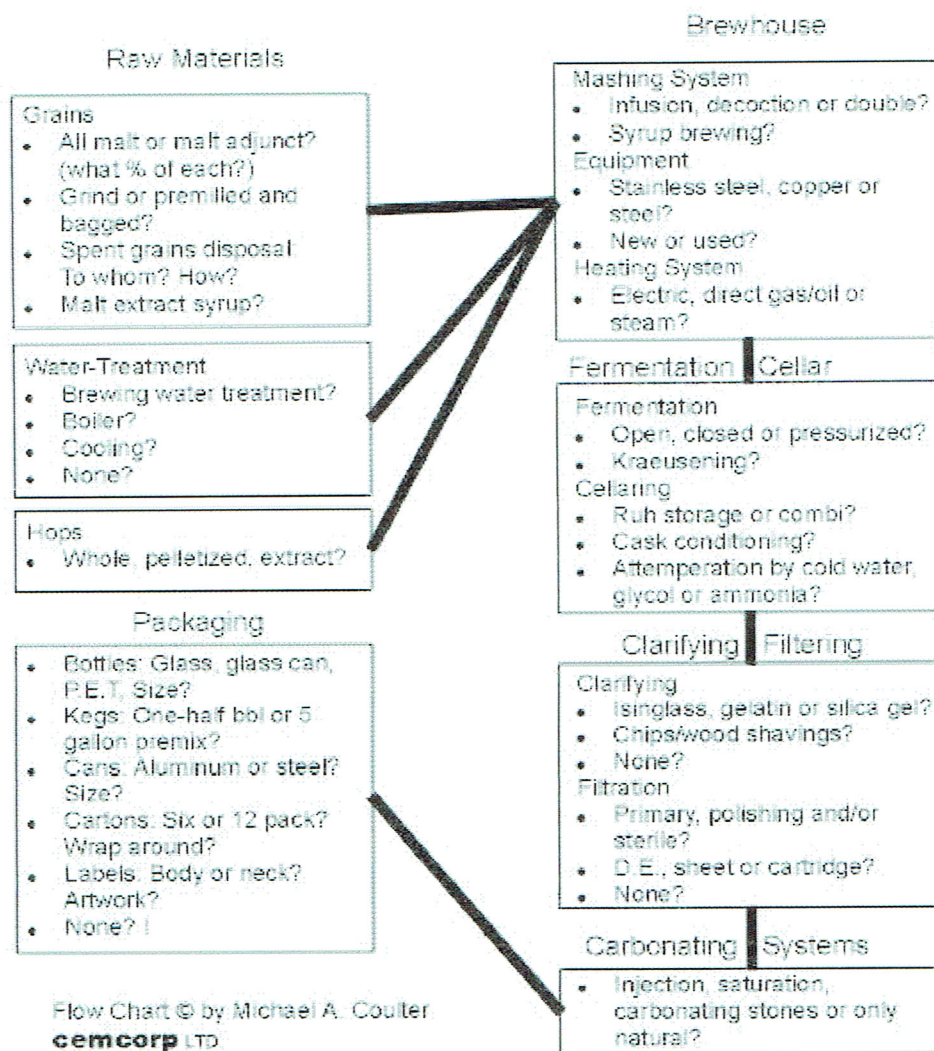 Raw Materials
Grains
• All malt or malt adjunct?
(what % of each?)
• Grind or premilled and
bagged?
• Spent grains disposal:
To whom? How?
• Malt extract syrup?
Water-Treatment
• Brewing water treatment?
• Boiler?
• Cooling?
• None?
Hops
• Whole, pelletized, extract?
Packaging
• Bottles: Glass, glass can,
P.E.T, Size?
• Kegs: One-half bbl or 5
gallon premix?
• Cans: Aluminum or steel?
Size?
• Cartons: Six or 12 pack?
Wrap around?
• Labels: Body or neck?
Artwork?
• None? !
Flow Chart © by Michael A. Coulter
cemcorp LTD
Brewhouse
Mashing System
• Infusion, decoction or double?
• Syrup brewing?
Equipment
• Stainless steel, copper or
steel?
• New or used?
Heating System
• Electric, direct gas/oil or
steam?
Fermentation Cellar
Fermentation
• Open, closed or pressurized?
• Kraeusening?
Cellaring
• Ruh storage or combi?
• Cask conditioning?
• Attemperation by cold water,
glycol or ammonia?
Clarifying Filtering
Clarifying
• Isinglass, gelatin or silica gel?
• Chips/wood shavings?
• None?
Filtration
• Primary, polishing and/or
sterile?
• D.E., sheet or cartridge?
• None?
Carbonating Systems
• Injection, saturation,
carbonating stones or only
natural?